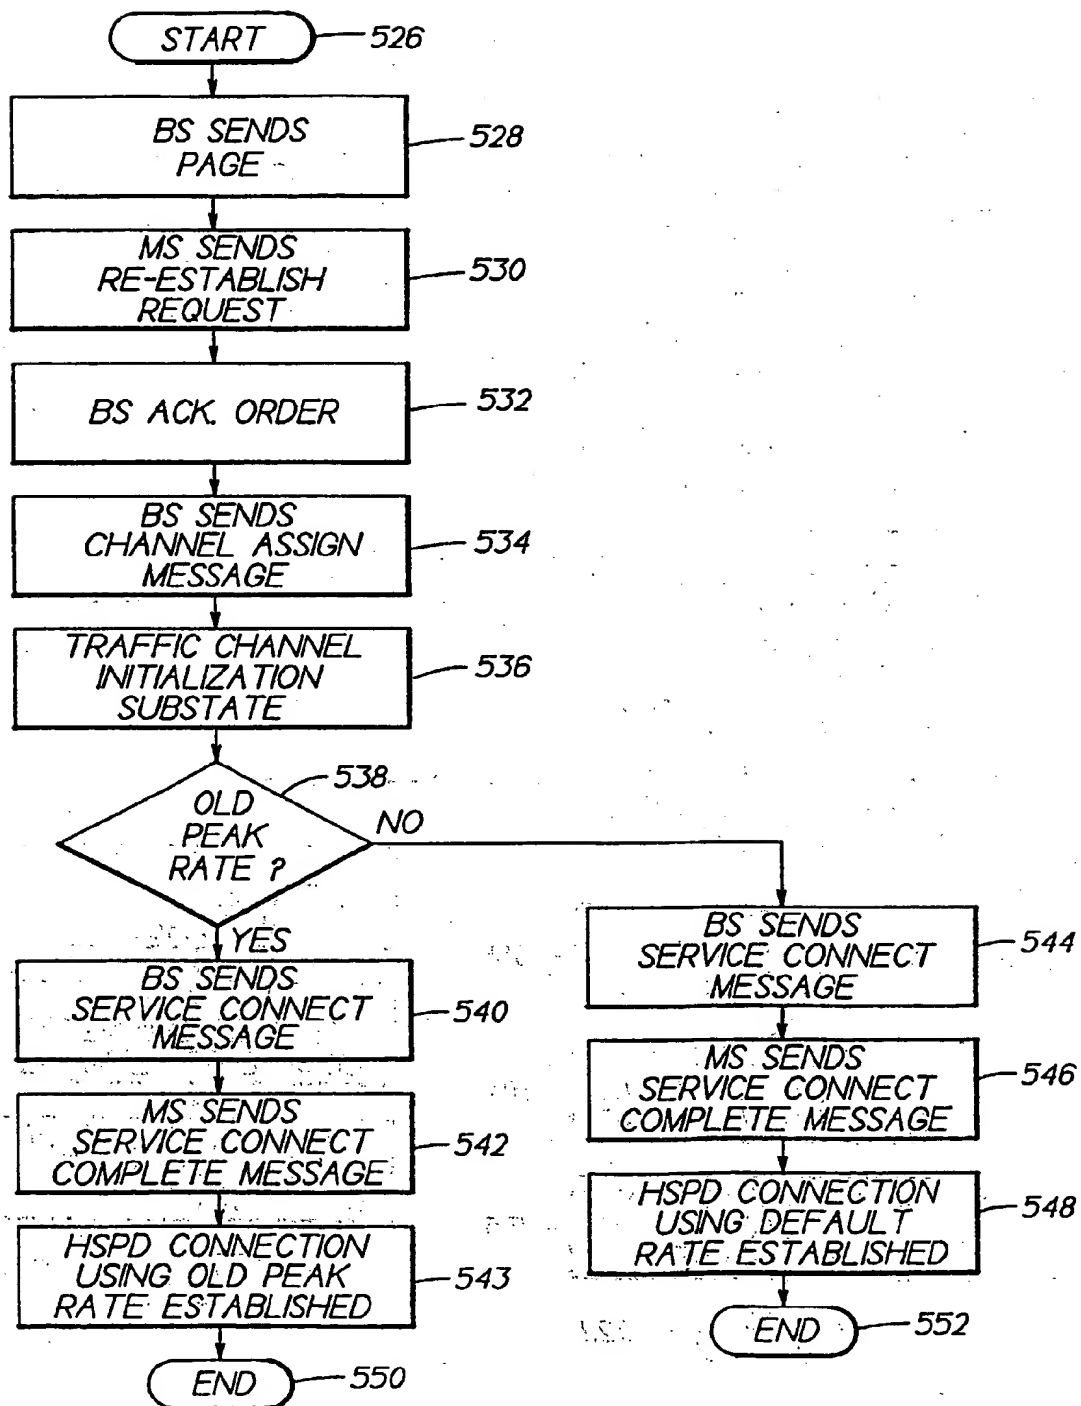 START
526
BS SENDS
PAGE
528
MS SENDS
RE-ESTABLISH
REQUEST
530
BS ACK. ORDER
532
BS SENDS
CHANNEL ASSIGN
MESSAGE
534
TRAFFIC CHANNEL
INITIALIZATION
SUBSTATE
536
538
OLD
PEAK
RATE ?
NO
YES
BS SENDS
SERVICE CONNECT
MESSAGE
540
MS SENDS
SERVICE CONNECT
COMPLETE MESSAGE
542
HSPD CONNECTION
USING OLD PEAK
RATE ESTABLISHED
543
END
550
BS SENDS
SERVICE CONNECT
MESSAGE
544
MS SENDS
SERVICE CONNECT
COMPLETE MESSAGE
546
HSPD CONNECTION
USING DEFAULT
RATE ESTABLISHED
548
END
552